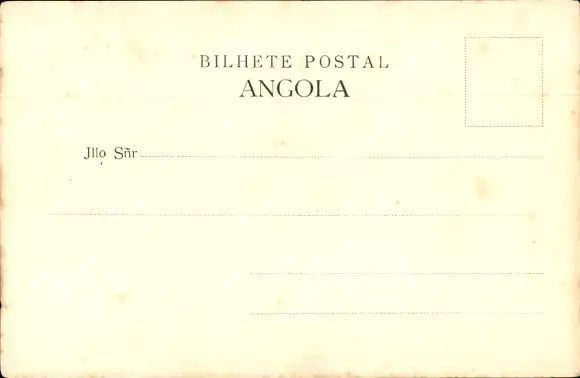 BILHETE POSTAL
ANGOLA
Jllo Sñr